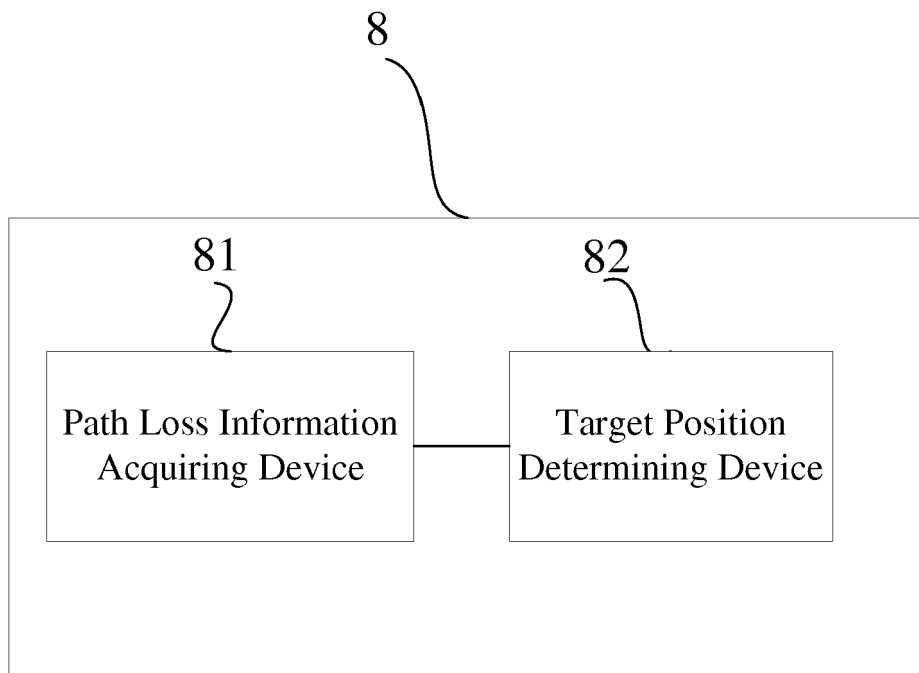 8
81
82
Path Loss Information
Acquiring Device
Target Position
Determining Device